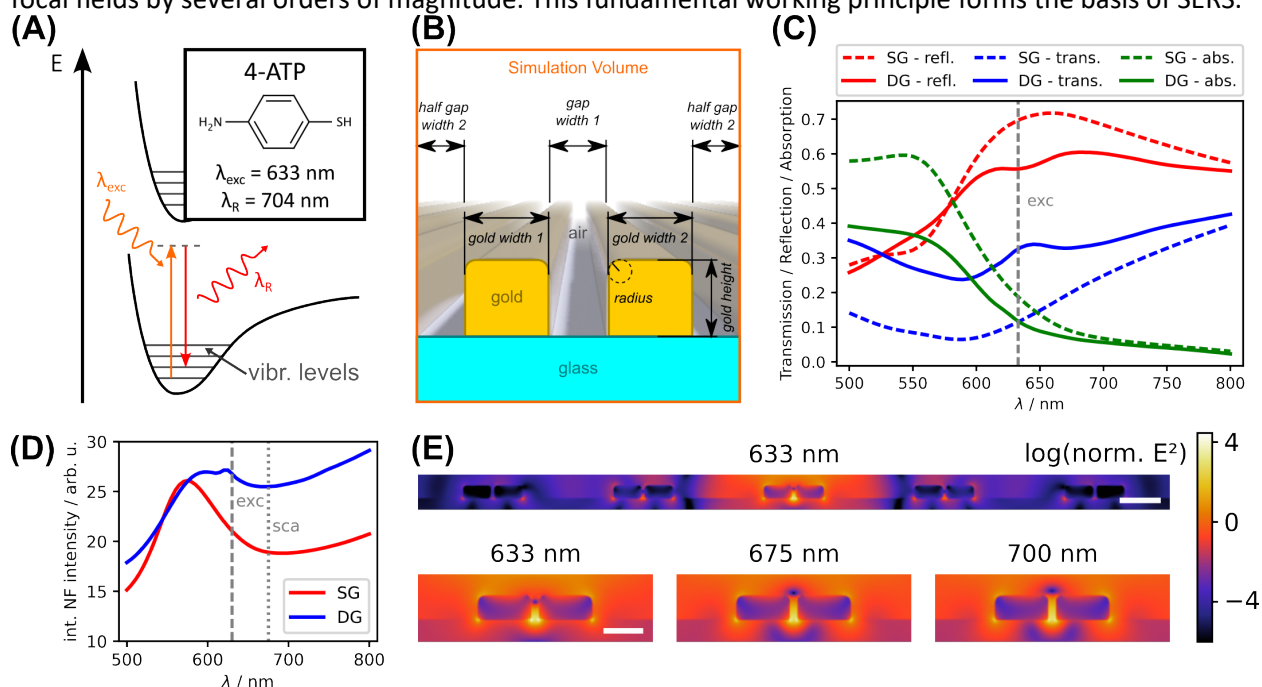 local fields by several orders of magnitude. This fundamental working principle forms the basis of SERS.
(A)
E
4-ATP
H₂N
SH
λexc = 633 nm
λR = 704 nm
λexc
λR
vibr. levels
(B)
Simulation Volume
half gap
width 2
gap
width 1
half gap
width 2
gold width 1
air
gold width 2
gold
radius
gold height
glass
(C)
SG - refl.
SG - trans.
SG - abs.
DG - refl.
DG - trans.
DG - abs.
Transmission / Reflection / Absorption
0.7
0.6
0.5
0.4
0.3
0.2
0.1
0.0
exc
500
550
600
650
700
750
800
λ / nm
(D)
int. NF intensity / arb. u.
30
25
20
15
10
exc
sca
SG
DG
500
600
700
800
λ / nm
(E)
633 nm
log(norm. E²)
633 nm
675 nm
700 nm
4
0
−4